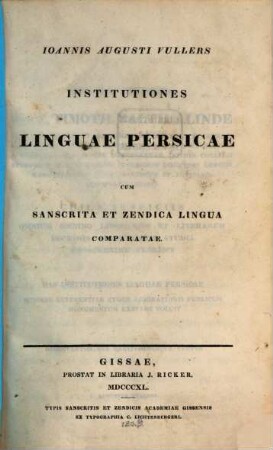 IOANNIS AUGUSTI VULLERS
INSTITUTIONES
LINGUAE PERSICAE
CUM
SANSCRITA ET ZENDICA LINGUA
COMPARATAE.
GISSAE,
PROSTAT IN LIBRARIA J. RICKER.
MDCCCXL.
TYPIS SANSCRITIS ET ZENDICIS ACADEMIAE GISSENSIS
EX TYPOGRAPHIA G. LICHTENBERGERI.